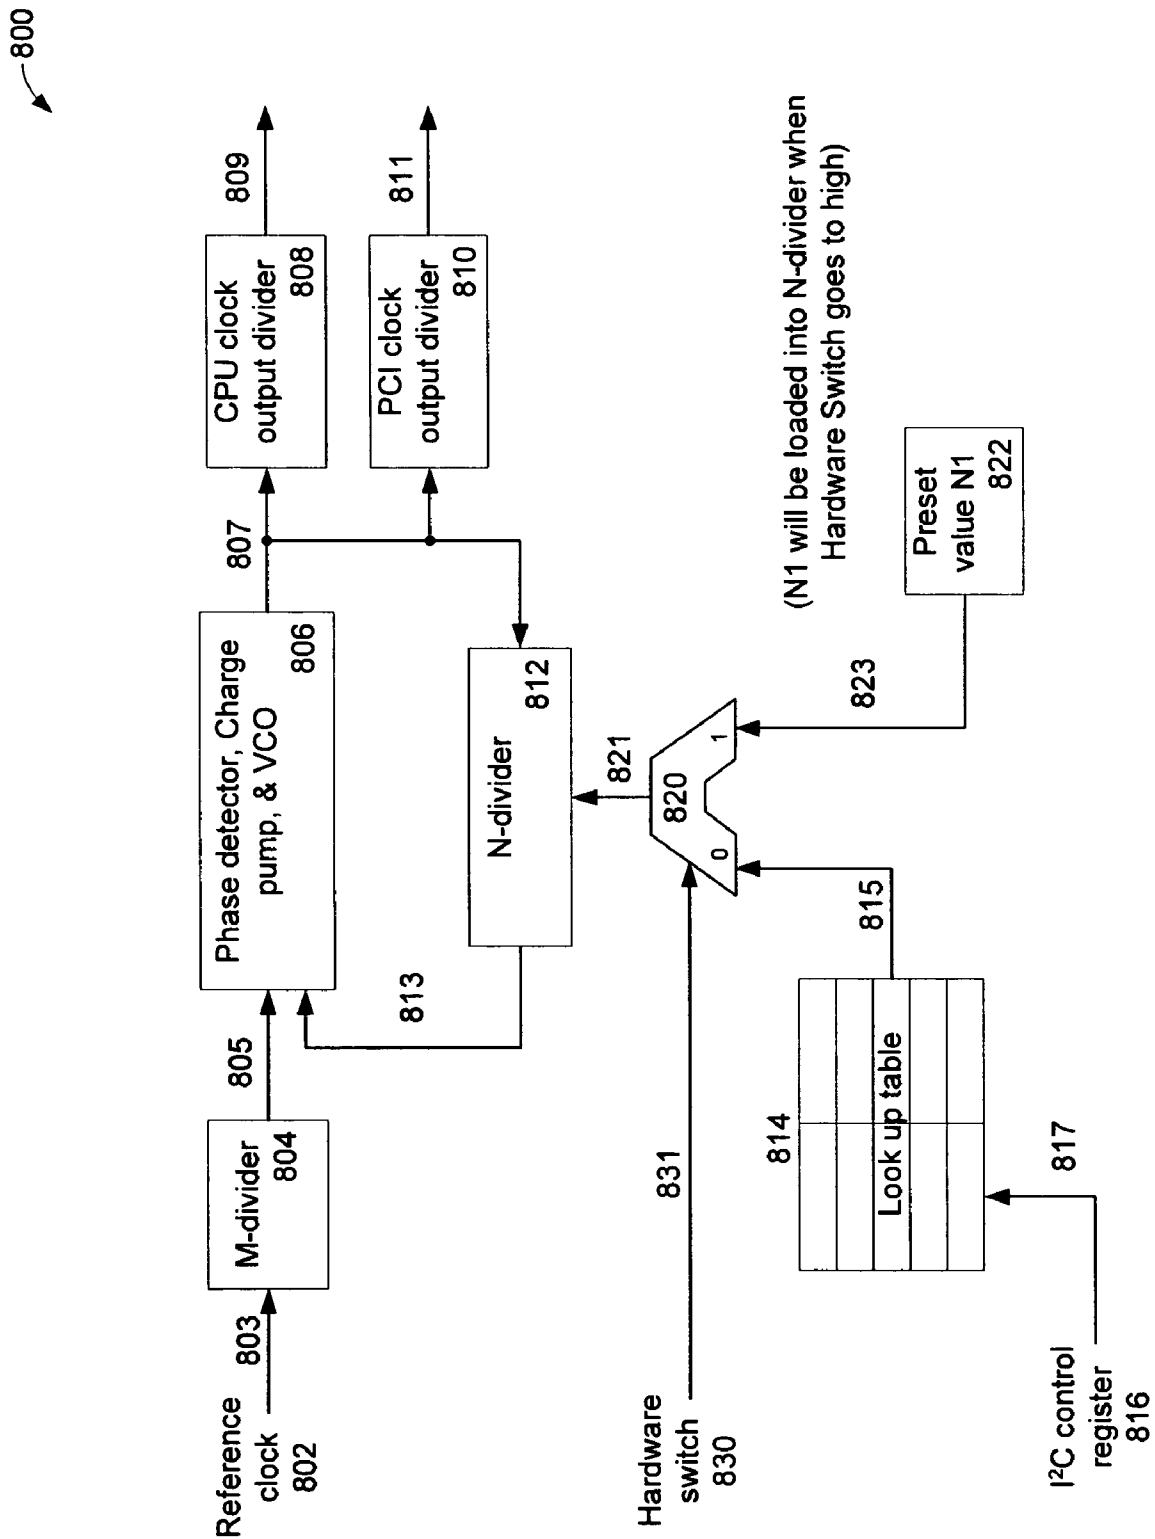 800
Reference
clock
802
803
M-divider
804
805
Phase detector, Charge
pump, & VCO
806
807
CPU clock
output divider
808
809
PCI clock
output divider
810
811
813
N-divider
812
821
Hardware
switch
830
831
820
0
1
823
(N1 will be loaded into N-divider when
Hardware Switch goes to high)
Preset
value N1
822
814
Look up table
815
817
I²C control
register
816